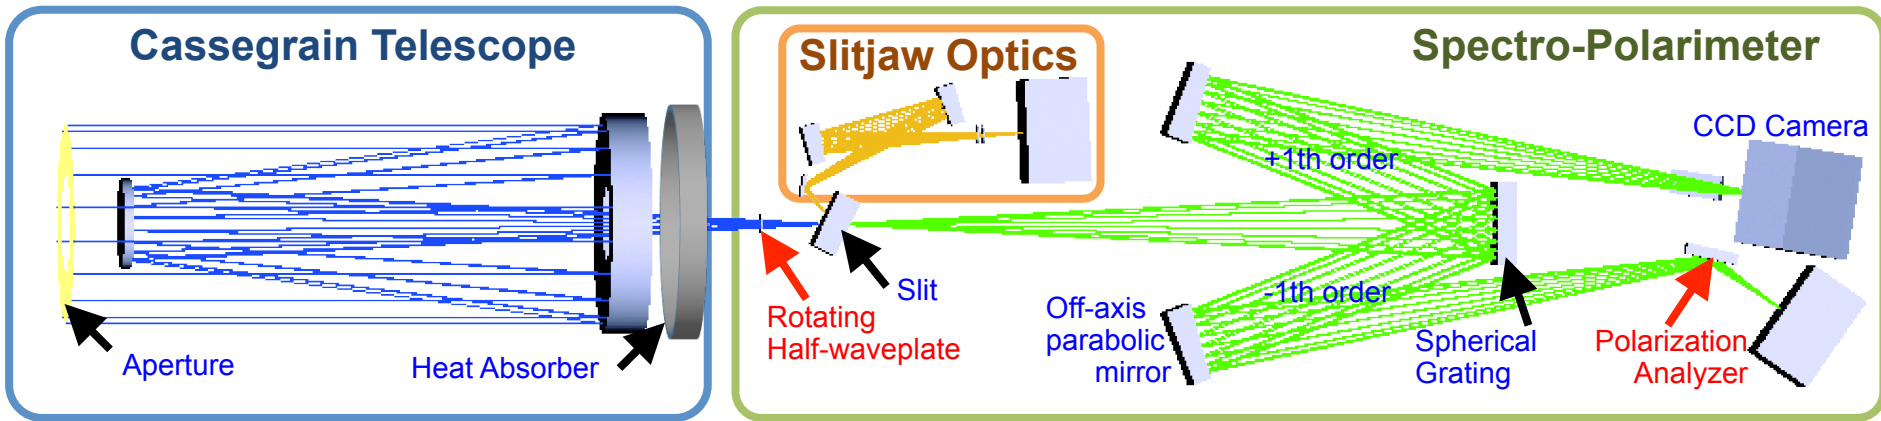 Cassegrain Telescope
Slitjaw Optics
Spectro-Polarimeter
CCD Camera
+1th order
-1th order
Aperture
Heat Absorber
Rotating
Half-waveplate
Slit
Off-axis
parabolic
mirror
Spherical
Grating
Polarization
Analyzer